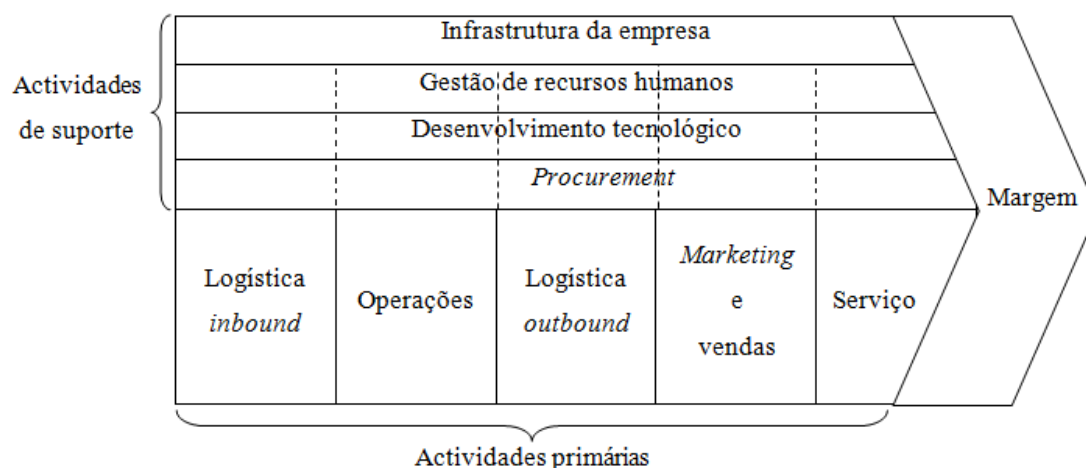 Infrastrutura da empresa
Actividades
de suporte
Gestão de recursos humanos
Desenvolvimento tecnológico
Procurement
Margem
Logística
inbound
Operações
Logística
outbound
Marketing
e
vendas
Serviço
Actividades primárias